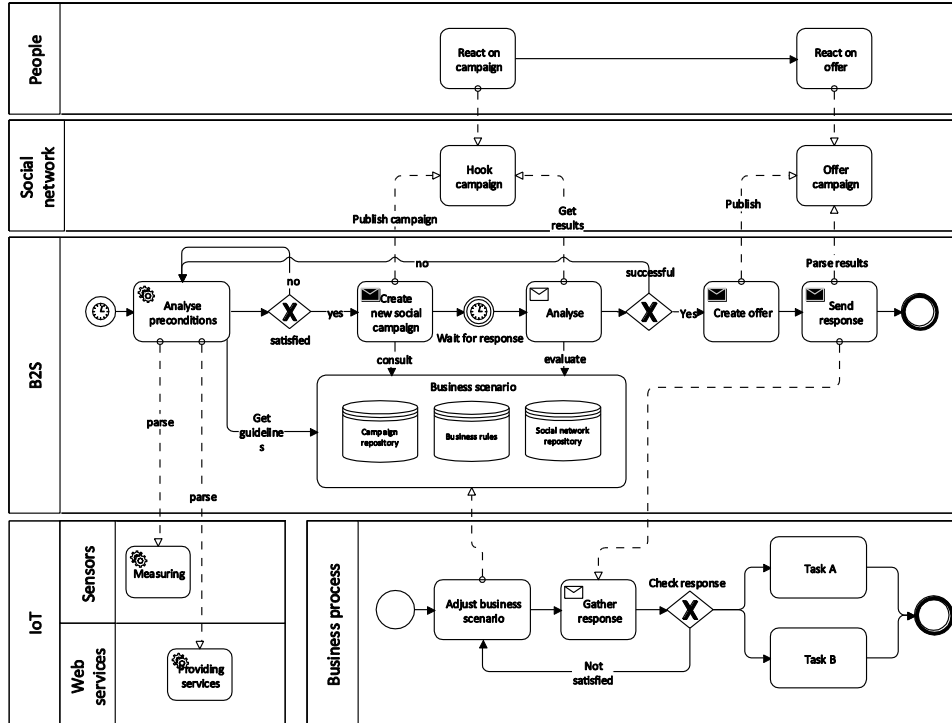 People
React on
campaign
React on
offer
Social
network
Hook
campaign
Offer
campaign
Publish campaign
Get
results
Publish
B2S
no
no
successful
Parse results
Analyse
preconditions
satisfied
yes
Create
new social
campaign
Wait for response
Analyse
Yes
Create offer
Send
response
consult
evaluate
parse
parse
Get
guideline
s
Business scenario
Campaign
repository
Business rules
Social network
repository
IoT
Sensors
Measuring
Web
services
Providing
services
Business process
Adjust business
scenario
Gather
response
Check response
Not
satisfied
Task A
Task B